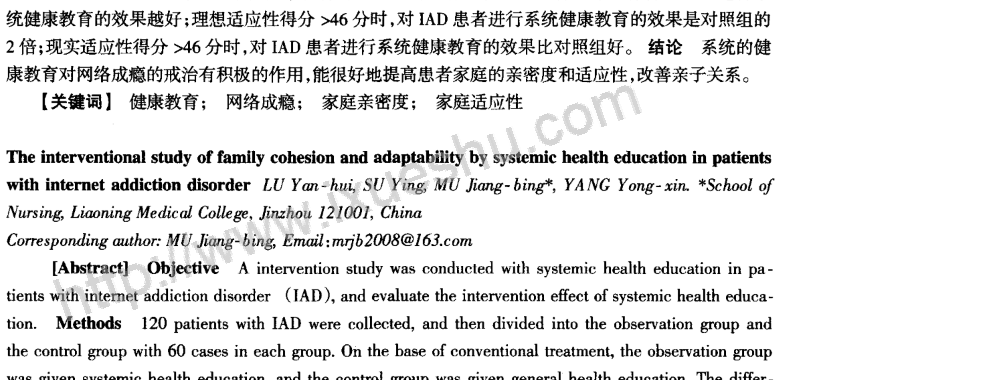 统健康教育的效果越好;理想适应性得分 >46 分时,对 IAD 患者进行系统健康教育的效果是对照组的
2 倍;现实适应性得分 >46 分时,对 IAD 患者进行系统健康教育的效果比对照组好。 结论 系统的健
康教育对网络成瘾的戒治有积极的作用,能很好地提高患者家庭的亲密度和适应性,改善亲子关系。
【关键词】 健康教育; 网络成瘾; 家庭亲密度; 家庭适应性
The interventional study of family cohesion and adaptability by systemic health education in patients
with internet addiction disorder LU Yan-hui, SU Ying, MU Jiang-bing*, YANG Yong-xin. *School of
Nursing, Liaoning Medical College, Jinzhou 121001, China
Corresponding author: MU Jiang-bing, Email:mrjb2008@163.com
[Abstract] Objective A intervention study was conducted with systemic health education in pa-
tients with internet addiction disorder (IAD), and evaluate the intervention effect of systemic health educa-
tion. Methods 120 patients with IAD were collected, and then divided into the observation group and
the control group with 60 cases in each group. On the base of conventional treatment, the observation group
was given systemic health education, and the control group was given general health education. The differ-
http://www.ixueshu.com